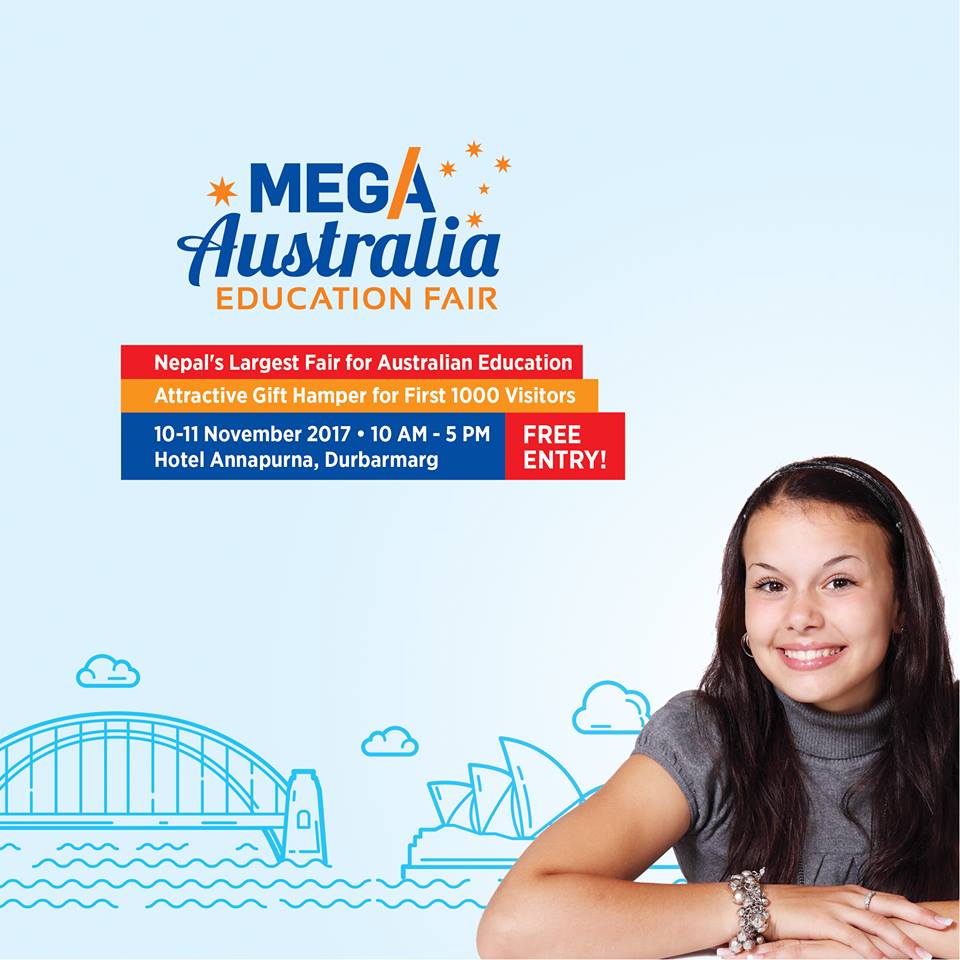 MEGA
Australia
EDUCATION FAIR
Nepal's Largest Fair for Australian Education
Attractive Gift Hamper for First 1000 Visitors
10-11 November 2017 • 10 AM - 5 PM
Hotel Annapurna, Durbarmarg
FREE
ENTRY!